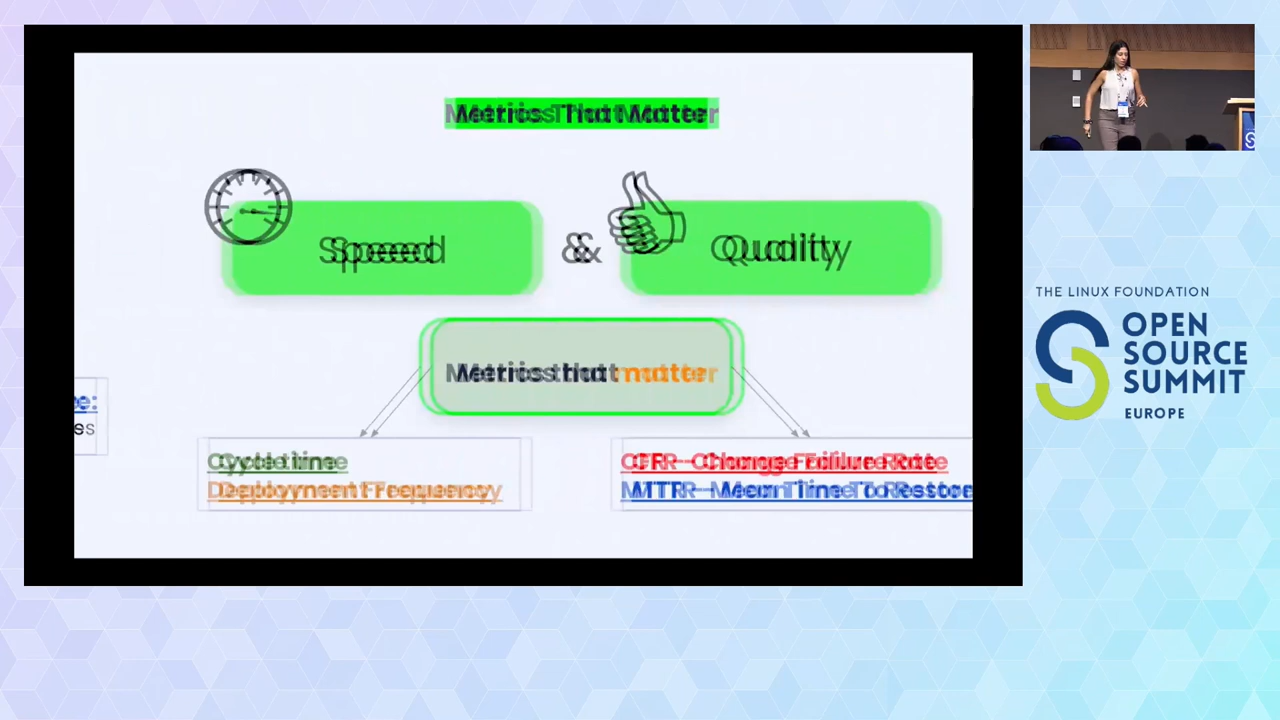 Metrics That Matter
Speed & Quality
Metrics that matter
Cycle time
Deployment Frequency
CFR - Change Failure Rate
MTTR - Mean Time To Restore
THE LINUX FOUNDATION
OPEN
SOURCE
SUMMIT
EUROPE